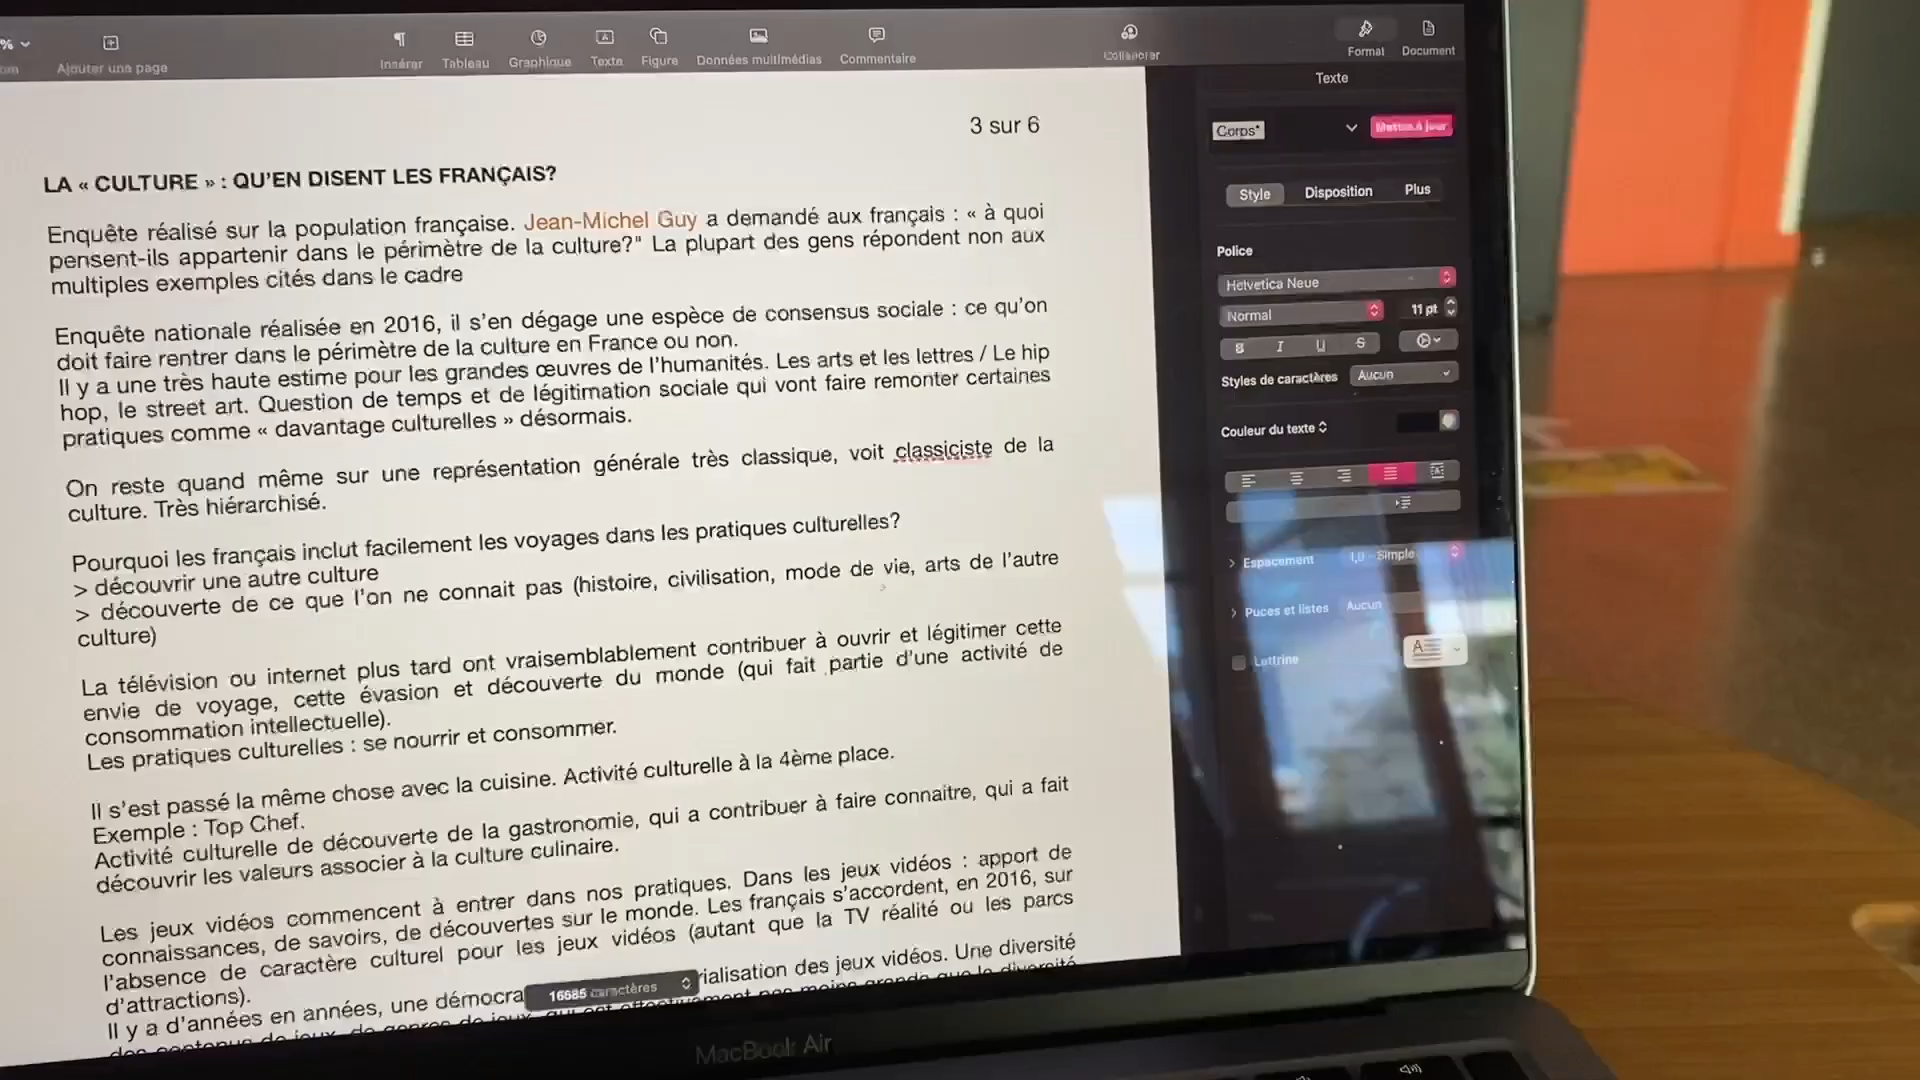 %
Ajouter une page
Insérer
Tableau
Graphique
Texte
Figure
Données multimédias
Commentaire
Collaborer
Format
Document
3 sur 6
LA « CULTURE » : QU'EN DISENT LES FRANÇAIS?
Enquête réalisé sur la population française. Jean-Michel Guy a demandé aux français : « à quoi
pensent-ils appartenir dans le périmètre de la culture?" La plupart des gens répondent non aux
multiples exemples cités dans le cadre
Enquête nationale réalisée en 2016, il s'en dégage une espèce de consensus sociale : ce qu'on
doit faire rentrer dans le périmètre de la culture en France ou non.
Il y a une très haute estime pour les grandes œuvres de l'humanités. Les arts et les lettres / Le hip
hop, le street art. Question de temps et de légitimation sociale qui vont faire remonter certaines
pratiques comme « davantage culturelles » désormais.
On reste quand même sur une représentation générale très classique, voit classiciste de la
culture. Très hiérarchisé.
Pourquoi les français inclut facilement les voyages dans les pratiques culturelles?
> découvrir une autre culture
> découverte de ce que l'on ne connait pas (histoire, civilisation, mode de vie, arts de l'autre
culture)
La télévision ou internet plus tard ont vraisemblablement contribuer à ouvrir et légitimer cette
envie de voyage, cette évasion et découverte du monde (qui fait partie d'une activité de
consommation intellectuelle).
Les pratiques culturelles : se nourrir et consommer.
Il s'est passé la même chose avec la cuisine. Activité culturelle à la 4ème place.
Exemple : Top Chef.
Activité culturelle de découverte de la gastronomie, qui a contribuer à faire connaitre, qui a fait
découvrir les valeurs associer à la culture culinaire.
Les jeux vidéos commencent à entrer dans nos pratiques. Dans les jeux vidéos : apport de
connaissances, de savoirs, de découvertes sur le monde. Les français s'accordent, en 2016, sur
l'absence de caractère culturel pour les jeux vidéos (autant que la TV réalité ou les parcs
d'attractions).
Il y a d'années en années, une démocra rialisation des jeux vidéos. Une diversité
16685 caractères
Texte
Corps*
Mettre à jour
Style
Disposition
Plus
Police
Helvetica Neue
Normal
11 pt
B I U S
Styles de caractères
Aucun
Couleur du texte
Espacement
1,0 - Simple
Puces et listes
Aucun
Lettrine
MacBook Air